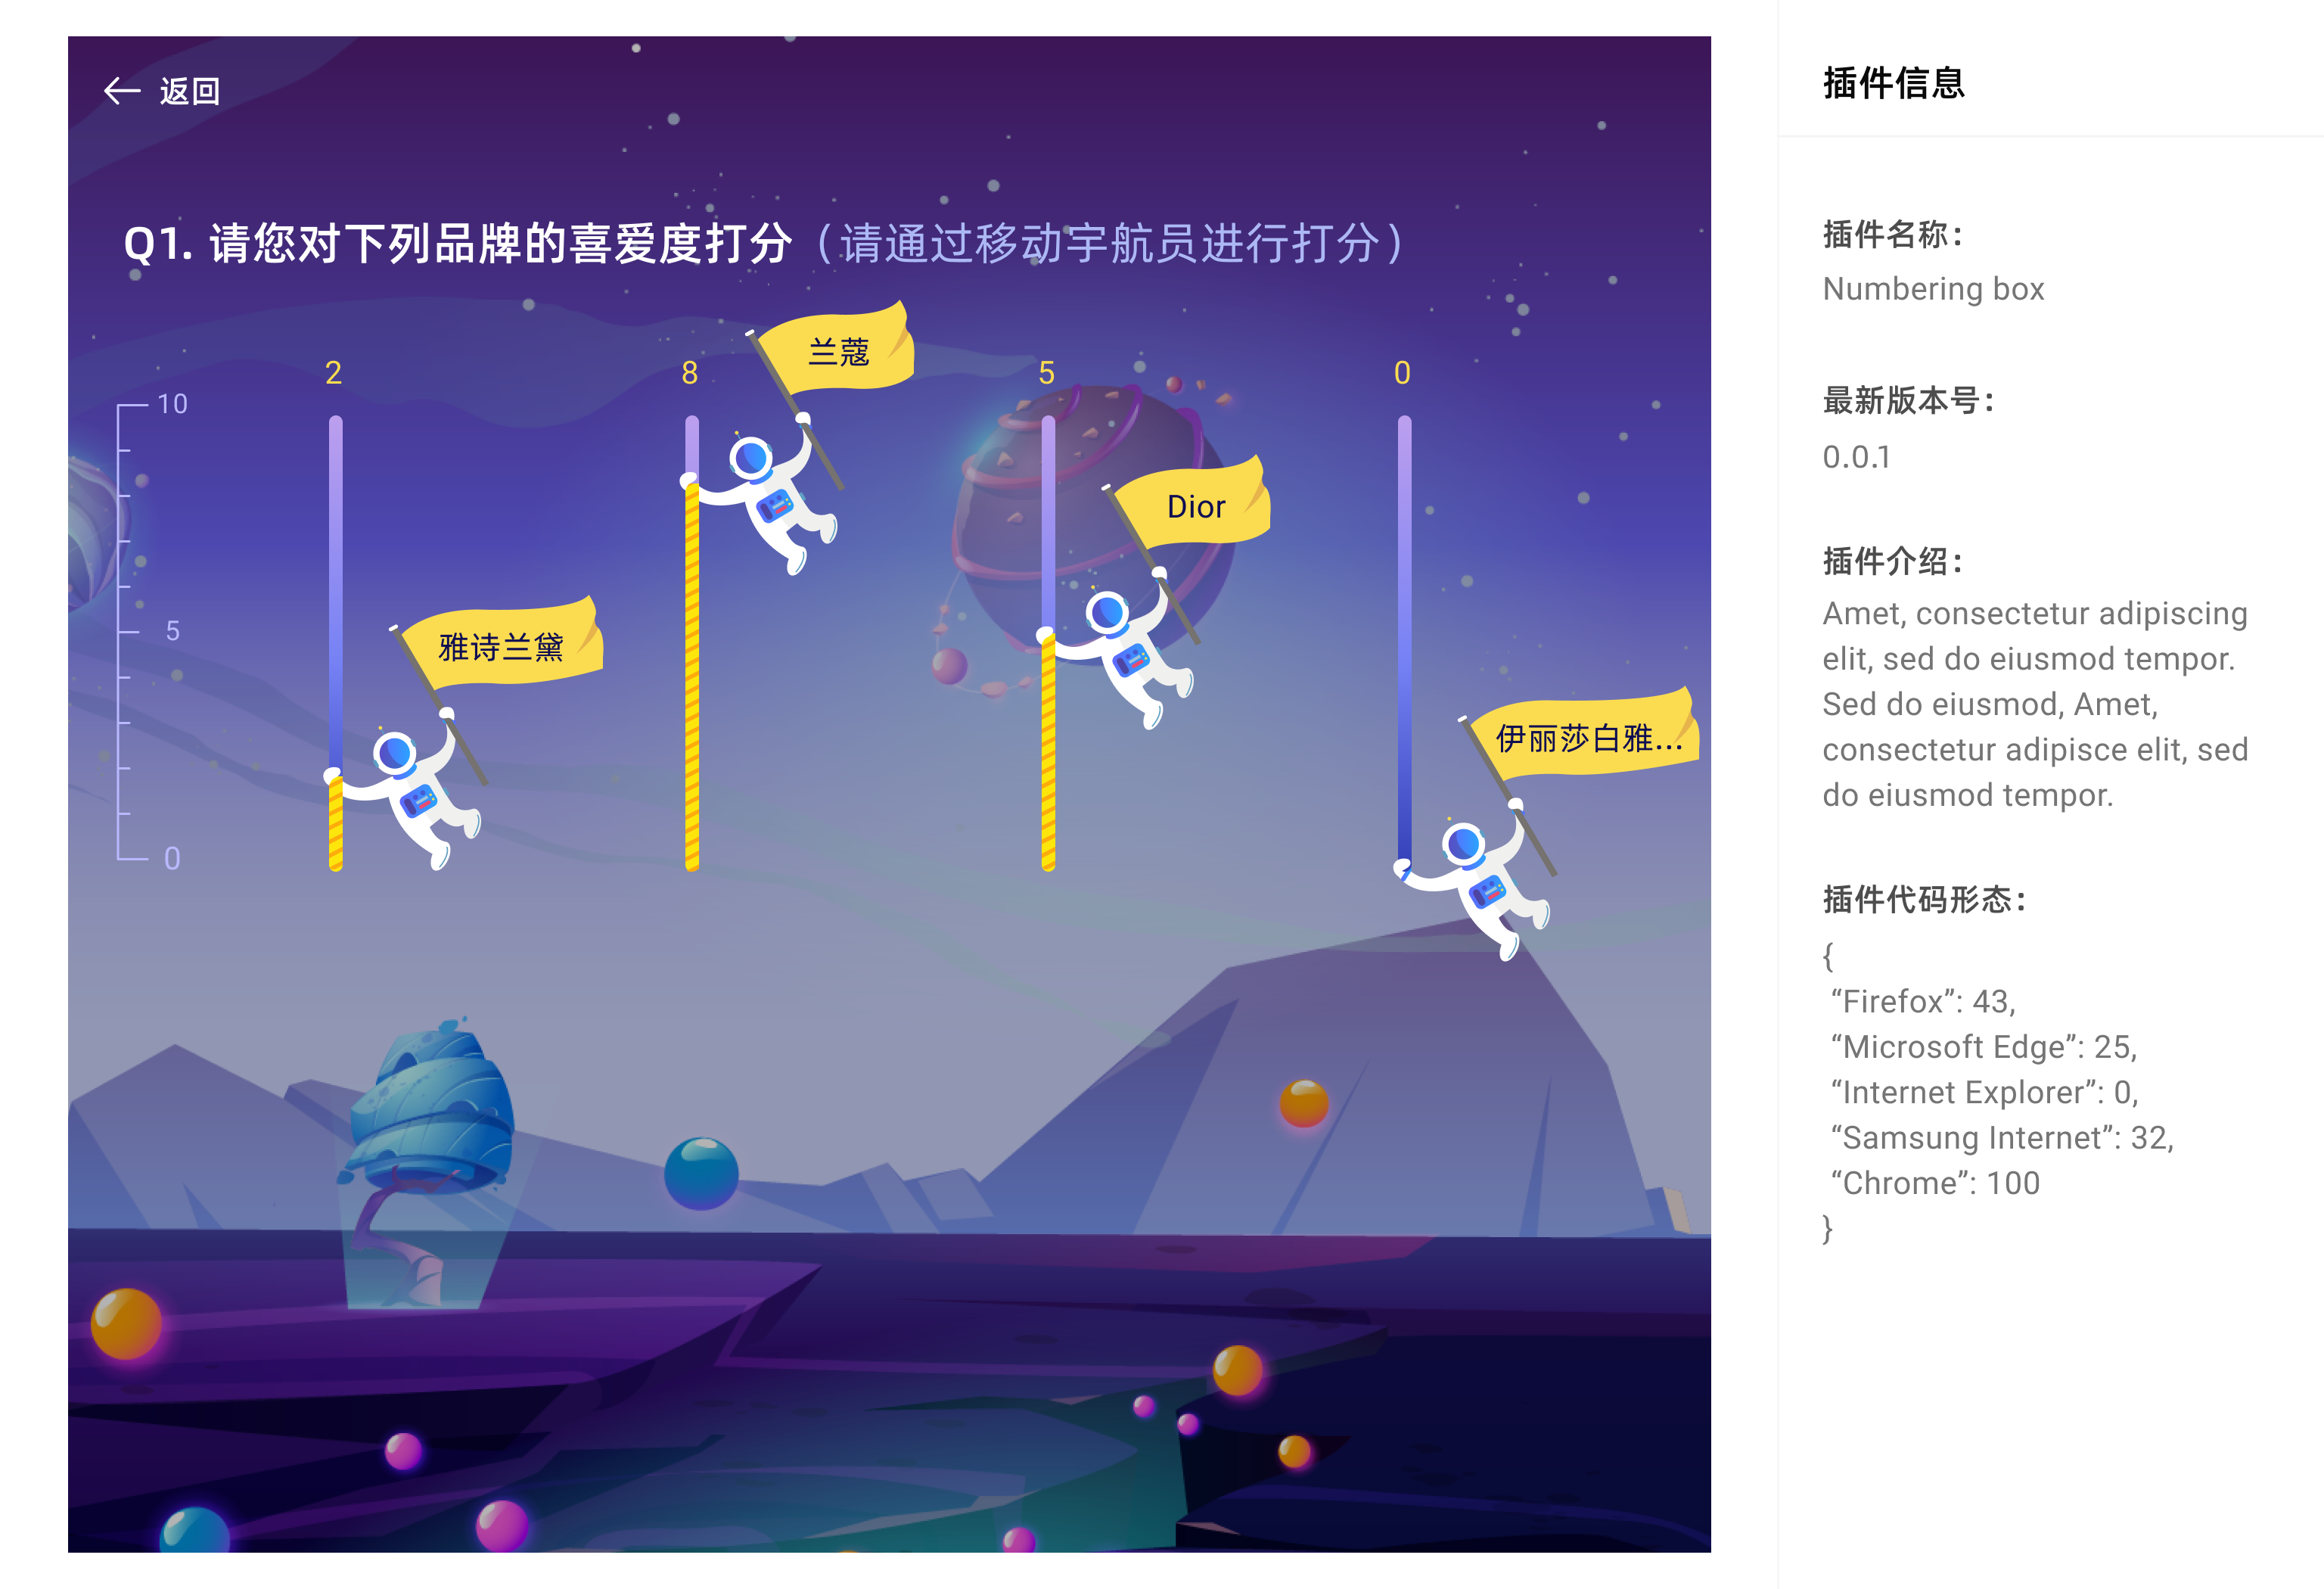 返回
Q1. 请您对下列品牌的喜爱度打分（请通过移动宇航员进行打分）
兰蔻
2
8
5
0
10
Dior
5
雅诗兰黛
伊丽莎白雅...
0
插件信息
插件名称：
Numbering box
最新版本号：
0.0.1
插件介绍：
Amet, consectetur adipiscing
elit, sed do eiusmod tempor.
Sed do eiusmod, Amet,
consectetur adipisce elit, sed
do eiusmod tempor.
插件代码形态：
{
“Firefox”: 43,
“Microsoft Edge”: 25,
“Internet Explorer”: 0,
“Samsung Internet”: 32,
“Chrome”: 100
}